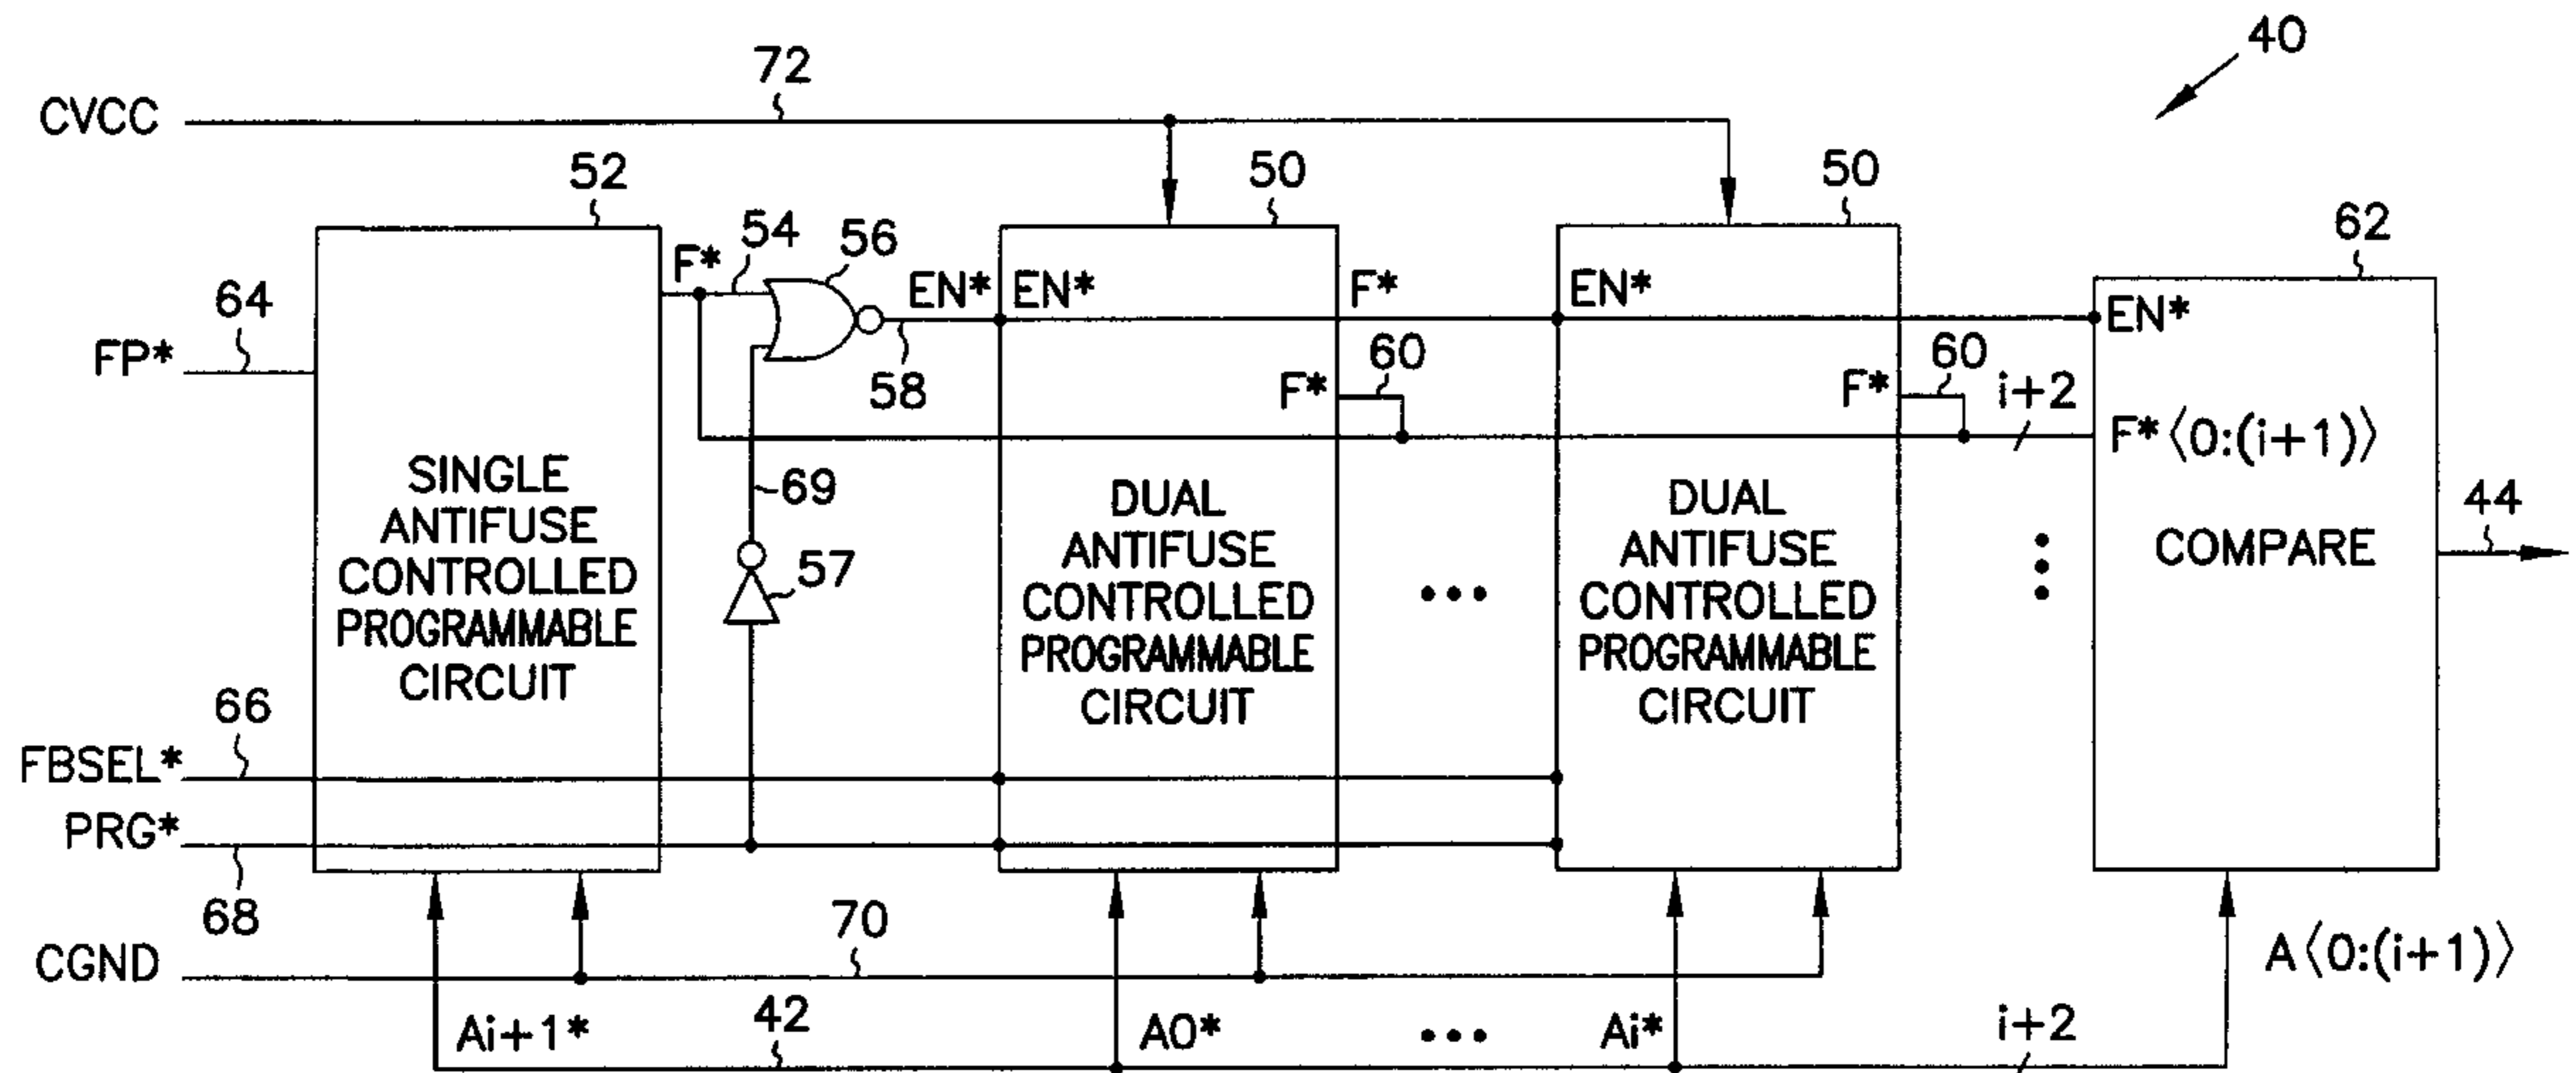 40
72
CVCC
52
50
50
62
F*
54
56
EN*
EN*
F*
EN*
EN*
64
FP*
58
F*
60
F*
60
i+2
F*⟨0:(i+1)⟩
SINGLE
ANTIFUSE
CONTROLLED
PROGRAMMABLE
CIRCUIT
69
57
DUAL
ANTIFUSE
CONTROLLED
PROGRAMMABLE
CIRCUIT
•••
DUAL
ANTIFUSE
CONTROLLED
PROGRAMMABLE
CIRCUIT
COMPARE
44
66
FBSEL*
PRG*
68
CGND
70
A⟨0:(i+1)⟩
Ai+1*
42
A0*
•••
Ai*
i+2